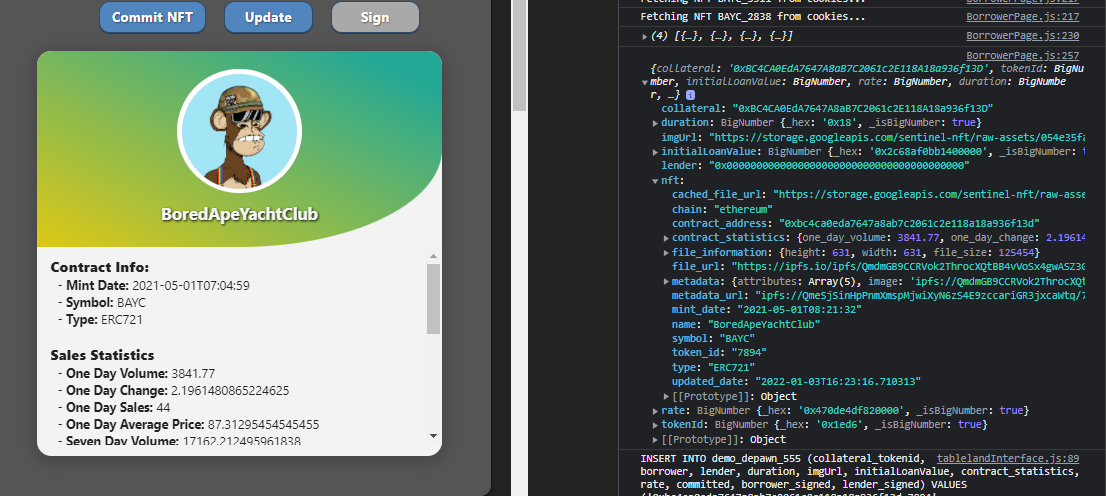 Commit NFT
Update
Sign
BoredApeYachtClub
Contract Info:
- Mint Date: 2021-05-01T07:04:59
- Symbol: BAYC
- Type: ERC721
Sales Statistics
- One Day Volume: 3841.77
- One Day Change: 2.1961480865224625
- One Day Sales: 44
- One Day Average Price: 87.31295454545455
- Seven Day Volume: 17162.212495961838
Fetching NFT BAYC_ from cookies... BorrowerPage.js:217
Fetching NFT BAYC_2838 from cookies... BorrowerPage.js:217
(4) [{…}, {…}, {…}, {…}] BorrowerPage.js:230
BorrowerPage.js:257
{collateral: '0xBC4CA0EdA7647A8aB7C2061c2E118A18a936f13D', tokenId: BigNu
mber, initialLoanValue: BigNumber, rate: BigNumber, duration: BigNumbe
r, …} i
collateral: "0xBC4CA0EdA7647A8aB7C2061c2E118A18a936f13D"
duration: BigNumber {_hex: '0x18', _isBigNumber: true}
imgUrl: "https://storage.googleapis.com/sentinel-nft/raw-assets/054e35fa
initialLoanValue: BigNumber {_hex: '0x2c68af0bb1400000', _isBigNumber: t
lender: "0x0000000000000000000000000000000000000000"
nft:
cached_file_url: "https://storage.googleapis.com/sentinel-nft/raw-asse
chain: "ethereum"
contract_address: "0xbc4ca0eda7647a8ab7c2061c2e118a18a936f13d"
contract_statistics: {one_day_volume: 3841.77, one_day_change: 2.19614
file_information: {height: 631, width: 631, file_size: 125454}
file_url: "https://ipfs.io/ipfs/QmdmGB9CCRVok2ThrocXQtBB4vVoSx4gwASZ3G
metadata: {attributes: Array(5), image: 'ipfs://QmdmGB9CCRVok2ThrocXQt
metadata_url: "ipfs://QmeSjSinHpPnmXmspMjwiXyN6zS4E9zccariGR3jxcaWtq/7
mint_date: "2021-05-01T08:21:32"
name: "BoredApeYachtClub"
symbol: "BAYC"
token_id: "7894"
type: "ERC721"
updated_date: "2022-01-03T16:23:16.710313"
[[Prototype]]: Object
rate: BigNumber {_hex: '0x470de4df820000', _isBigNumber: true}
tokenId: BigNumber {_hex: '0x1ed6', _isBigNumber: true}
[[Prototype]]: Object
INSERT INTO demo_depawn_555 (collateral_tokenid, tablelandInterface.js:89
borrower, lender, duration, imgUrl, initialLoanValue, contract_statistics,
rate, committed, borrower_signed, lender_signed) VALUES